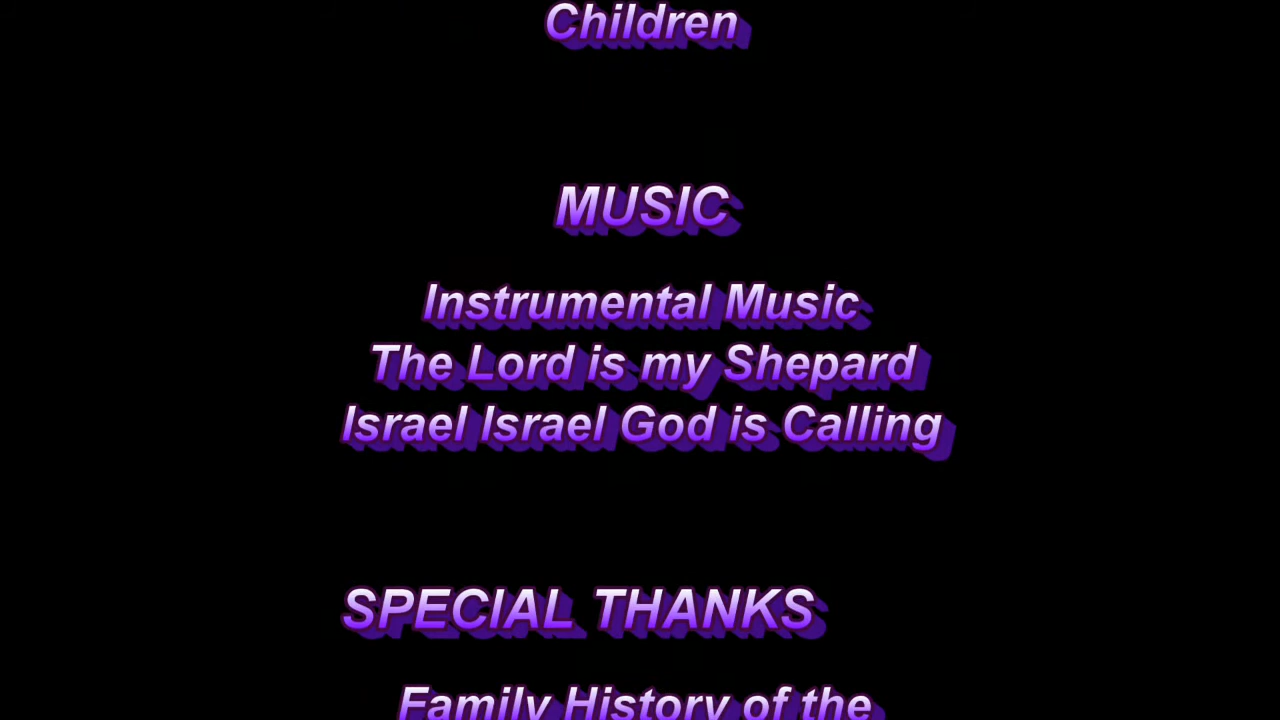 Children
MUSIC
Instrumental Music
The Lord is my Shepard
Israel Israel God is Calling
SPECIAL THANKS
Family History of the